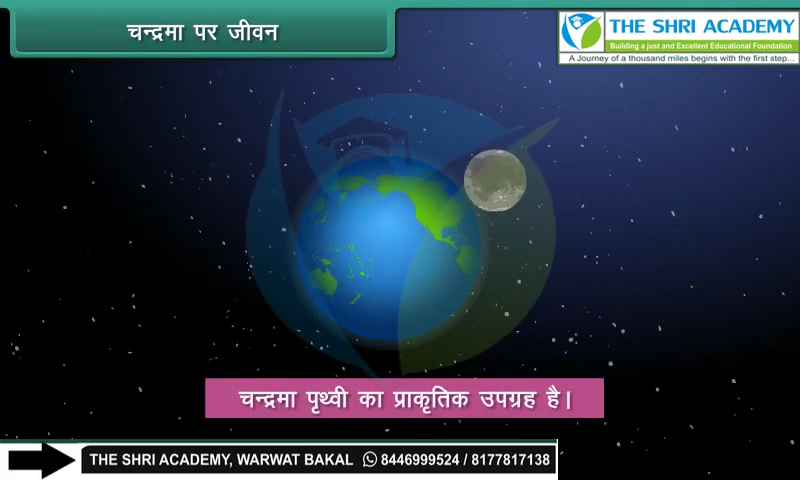 चन्द्रमा पर जीवन
THE SHRI ACADEMY
Building a just and Excellent Educational Foundation
A Journey of a thousand miles begins with the first step...
चन्द्रमा पृथ्वी का प्राकृतिक उपग्रह है।
THE SHRI ACADEMY, WARWAT BAKAL 8446999524 / 8177817138